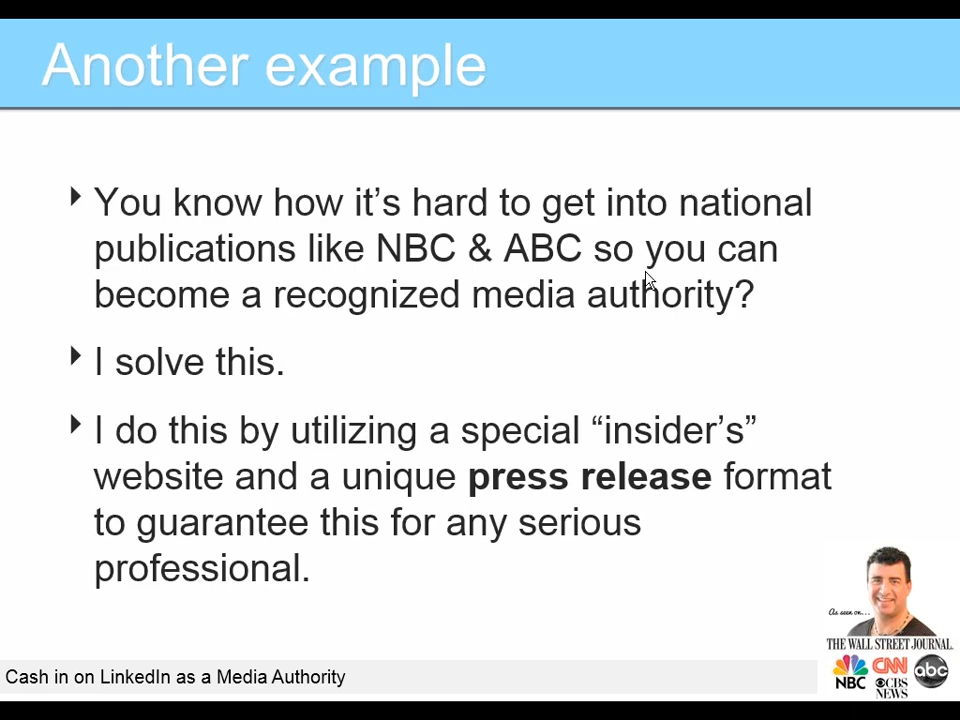 Another example
You know how it’s hard to get into national
publications like NBC & ABC so you can
become a recognized media authority?
I solve this.
I do this by utilizing a special “insider’s”
website and a unique press release format
to guarantee this for any serious
professional.
As seen on...
THE WALL STREET JOURNAL.
NBC
CNN
CBS
NEWS
abc
Cash in on LinkedIn as a Media Authority